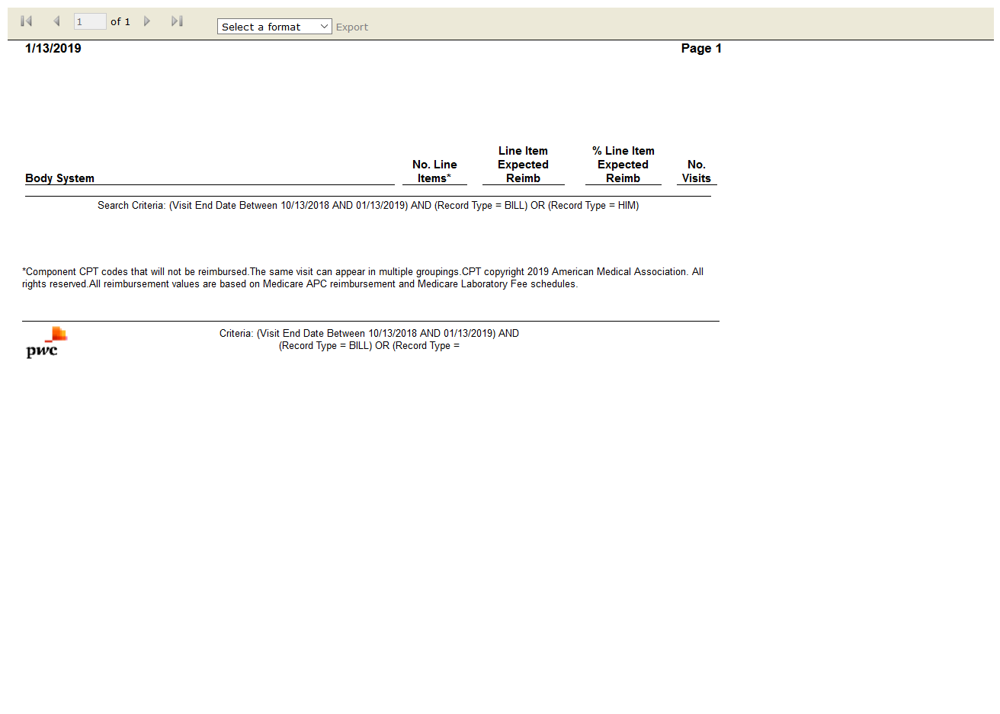 1 of 1 Select a format Export
1/13/2019 Page 1
Line Item % Line Item
No. Line Expected Expected No.
Body System Items* Reimb Reimb Visits
Search Criteria: (Visit End Date Between 10/13/2018 AND 01/13/2019) AND (Record Type = BILL) OR (Record Type = HIM)
*Component CPT codes that will not be reimbursed.The same visit can appear in multiple groupings.CPT copyright 2019 American Medical Association. All
rights reserved.All reimbursement values are based on Medicare APC reimbursement and Medicare Laboratory Fee schedules.
pwc
Criteria: (Visit End Date Between 10/13/2018 AND 01/13/2019) AND
(Record Type = BILL) OR (Record Type =